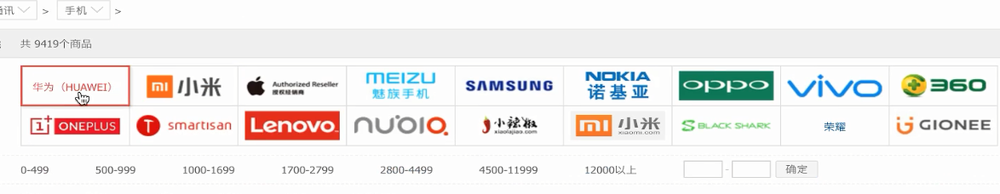 通讯 > 手机 >
共 9419个商品
华为（HUAWEI） mi 小米 Authorized Reseller 授权经销商 MEIZU 魅族手机 SAMSUNG NOKIA 诺基亚 OPPO vivo 360
1+ ONEPLUS T smartisan Lenovo nubia 小辣椒 xiaolajiao.com mi 小米 xiaomi.com BLACK SHARK 荣耀 GIONEE
0-499 500-999 1000-1699 1700-2799 2800-4499 4500-11999 12000以上 - 确定